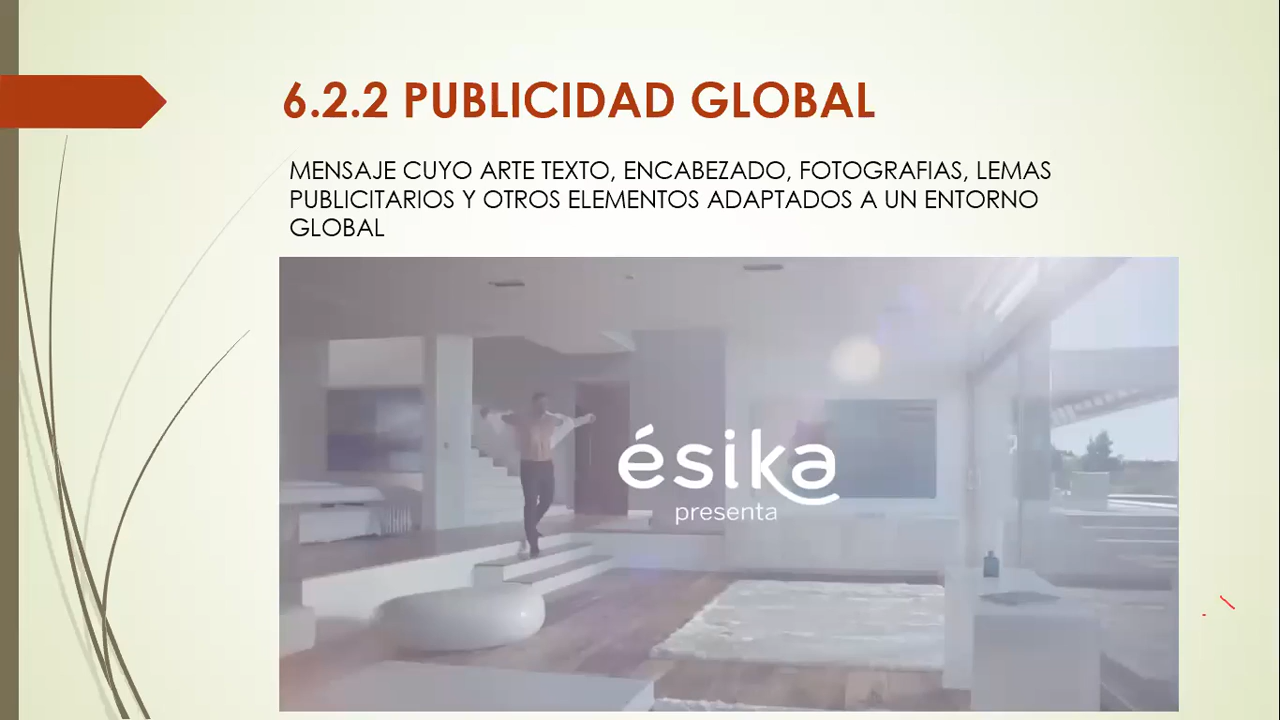 6.2.2 PUBLICIDAD GLOBAL
MENSAJE CUYO ARTE TEXTO, ENCABEZADO, FOTOGRAFIAS, LEMAS
PUBLICITARIOS Y OTROS ELEMENTOS ADAPTADOS A UN ENTORNO
GLOBAL
ésika
presenta